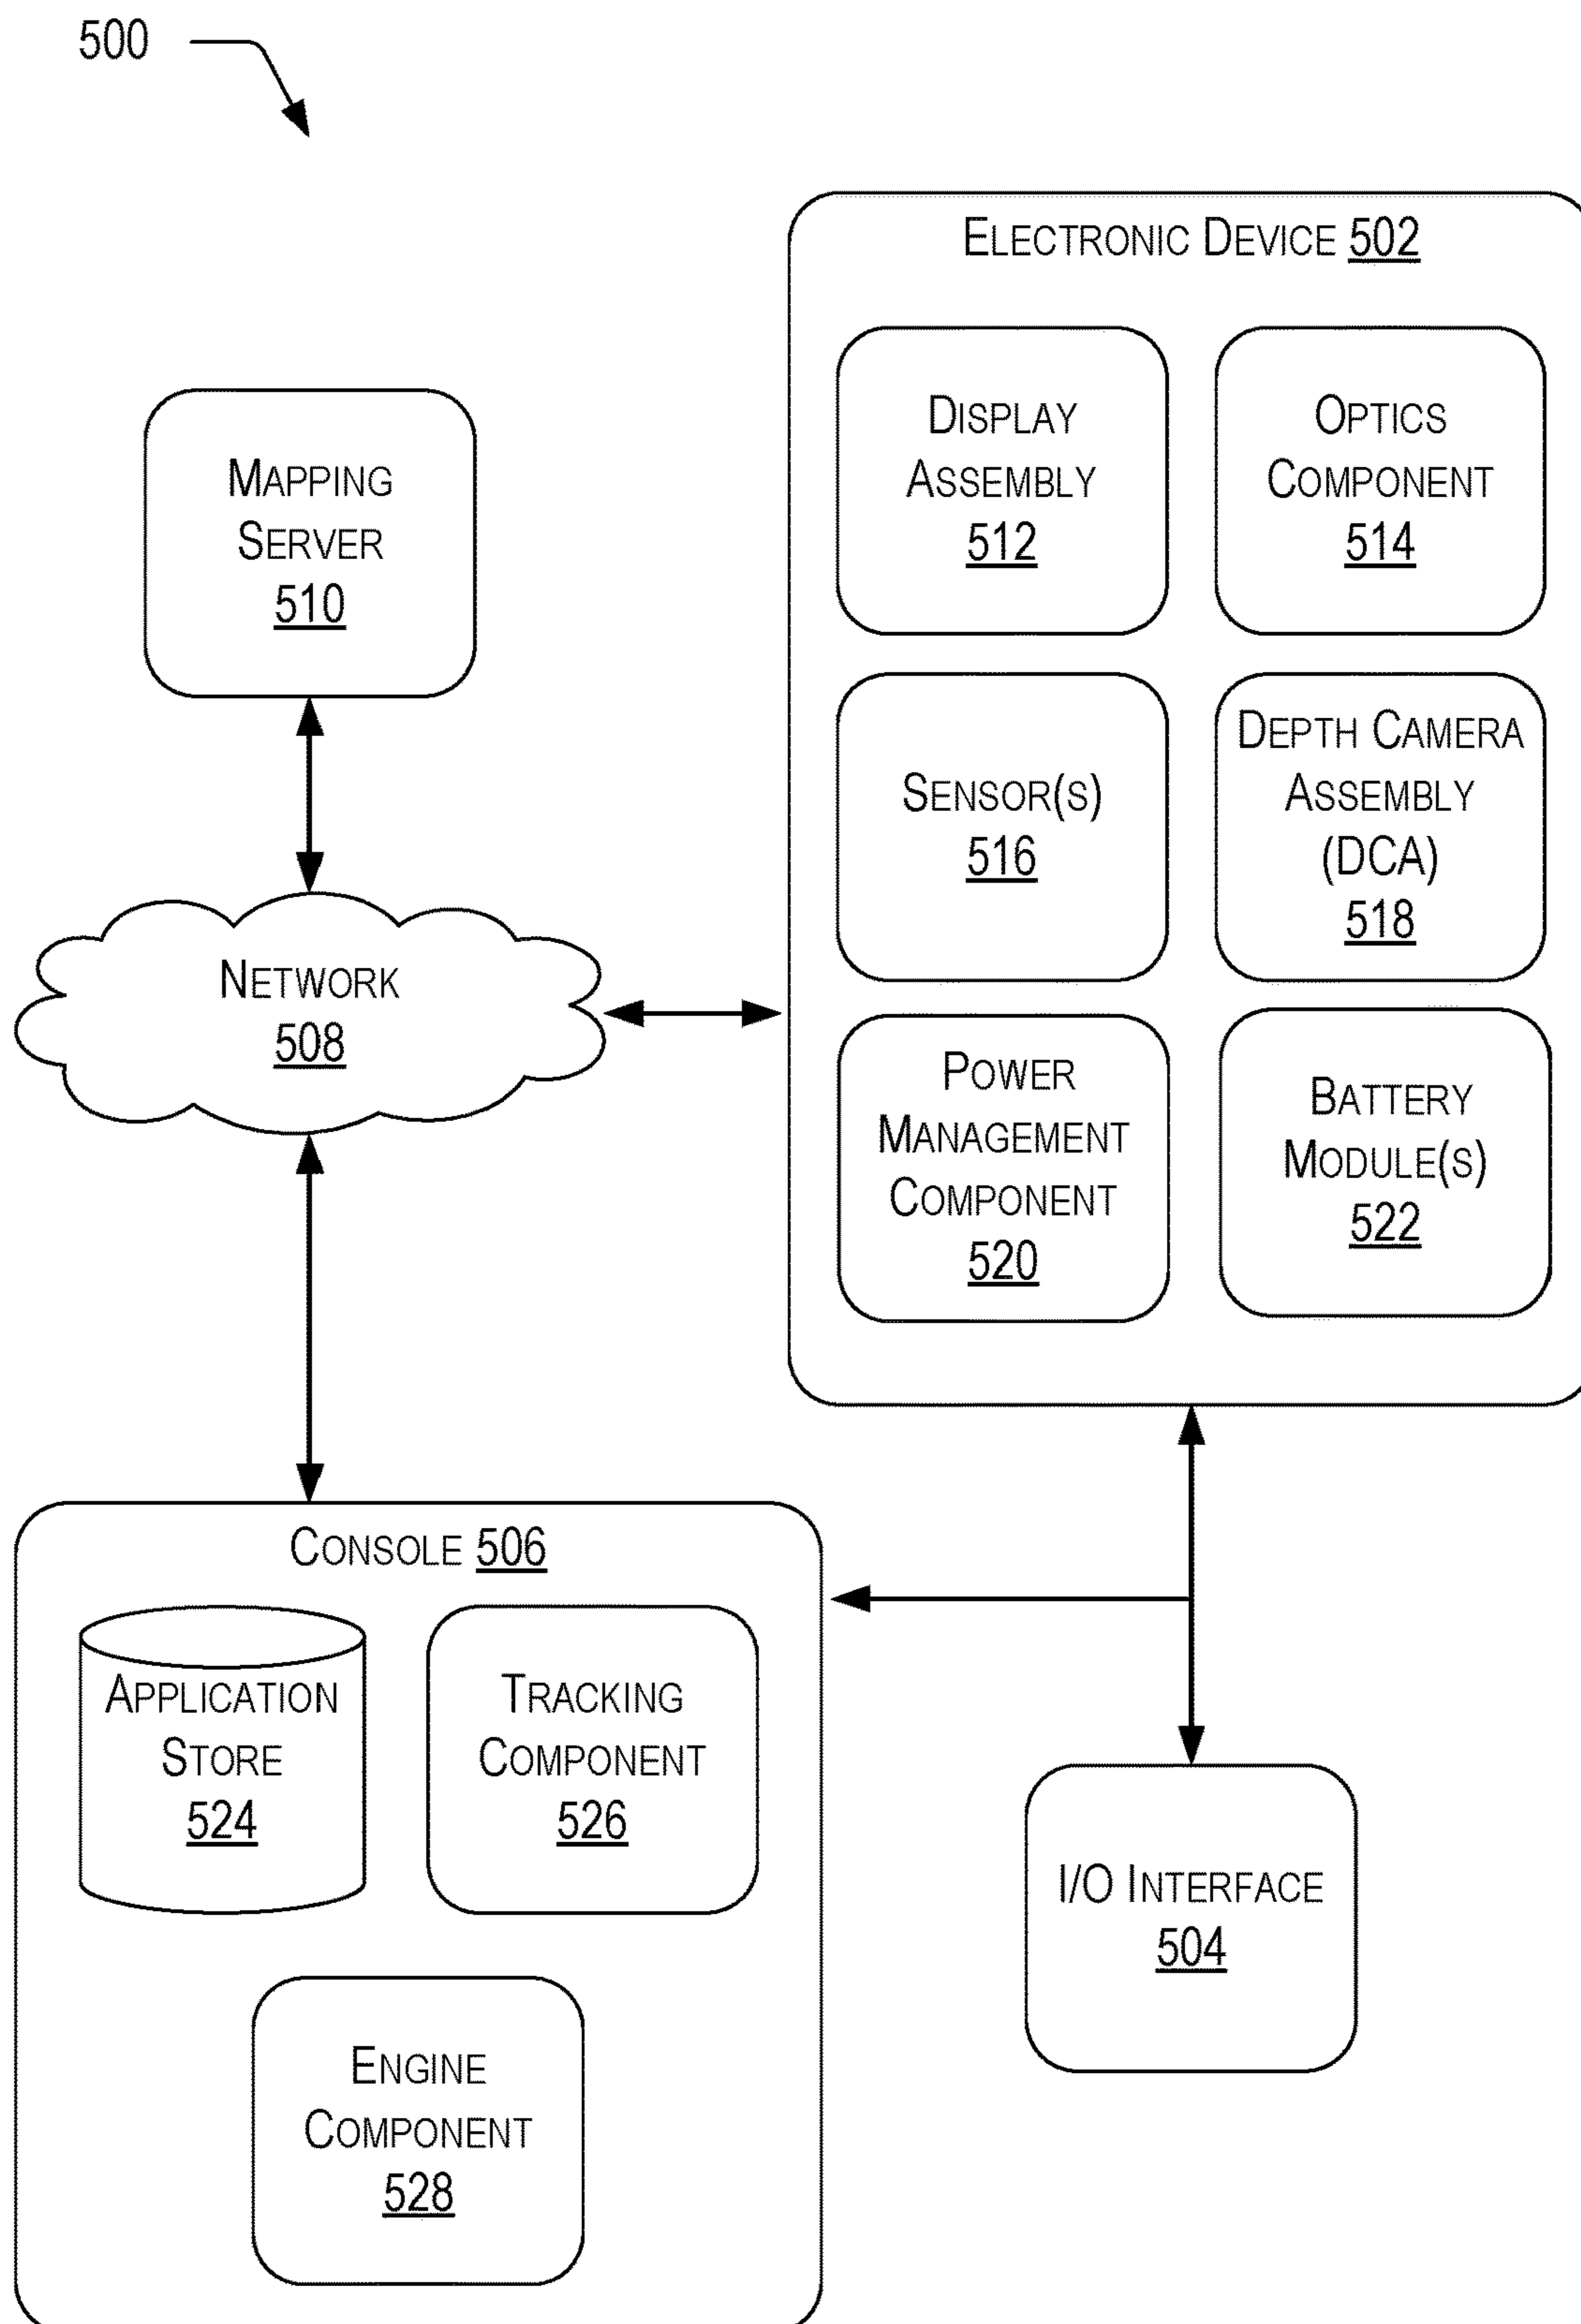 500
Electronic Device 502
Display
Assembly
512
Optics
Component
514
Mapping
Server
510
Sensor(s)
516
Depth Camera
Assembly
(DCA)
518
Network
508
Power
Management
Component
520
Battery
Module(s)
522
Console 506
Application
Store
524
Tracking
Component
526
I/O Interface
504
Engine
Component
528